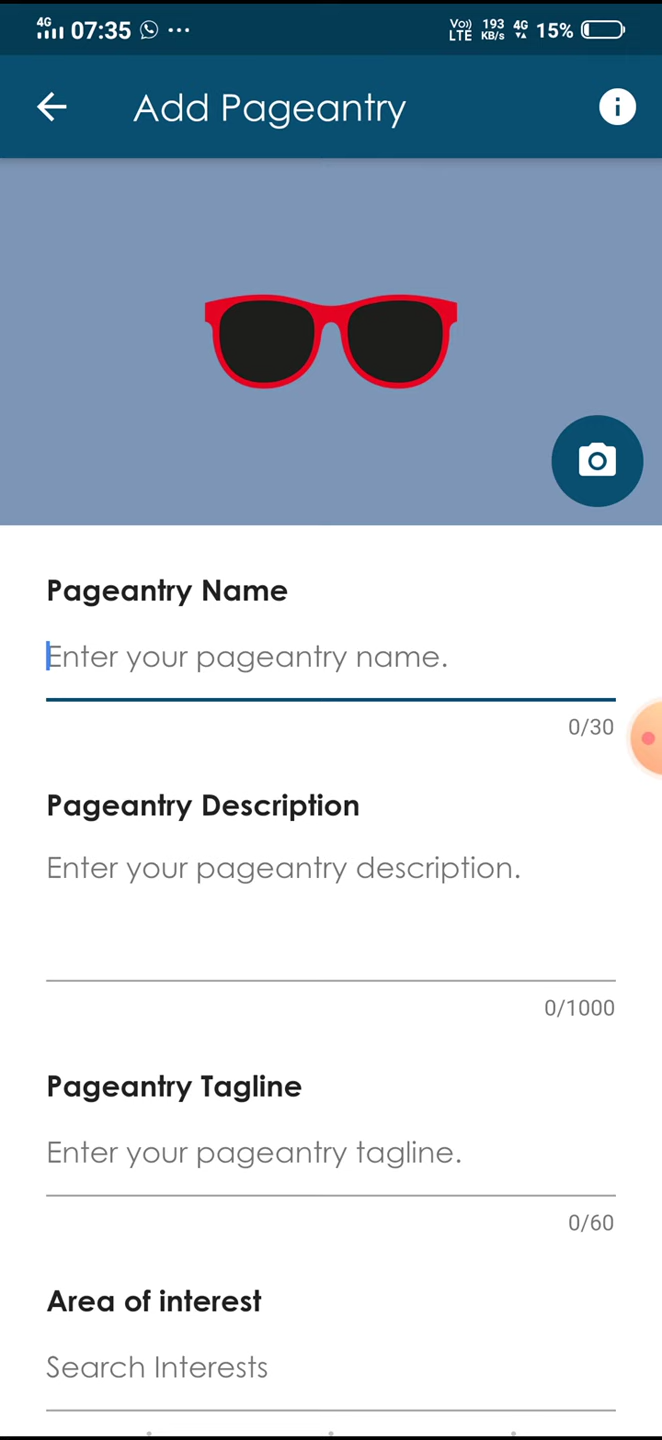 4G 07:35 ... Vo)) LTE 193 KB/s 4G 15%
Add Pageantry
Pageantry Name
Enter your pageantry name.
0/30
Pageantry Description
Enter your pageantry description.
0/1000
Pageantry Tagline
Enter your pageantry tagline.
0/60
Area of interest
Search Interests